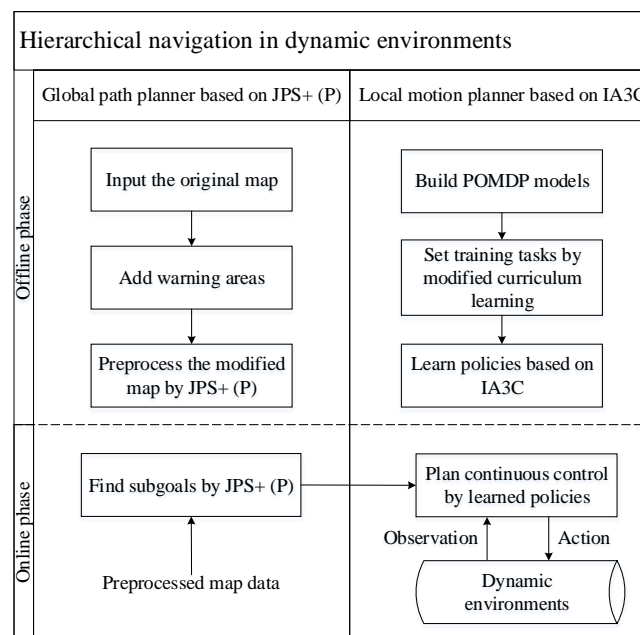 Hierarchical navigation in dynamic environments
Global path planner based on JPS+ (P)
Local motion planner based on IA3C
Offline phase
Input the original map
Add warning areas
Preprocess the modified
map by JPS+ (P)
Build POMDP models
Set training tasks by
modified curriculum
learning
Learn policies based on
IA3C
Online phase
Find subgoals by JPS+ (P)
Preprocessed map data
Plan continuous control
by learned policies
Observation
Action
Dynamic
environments